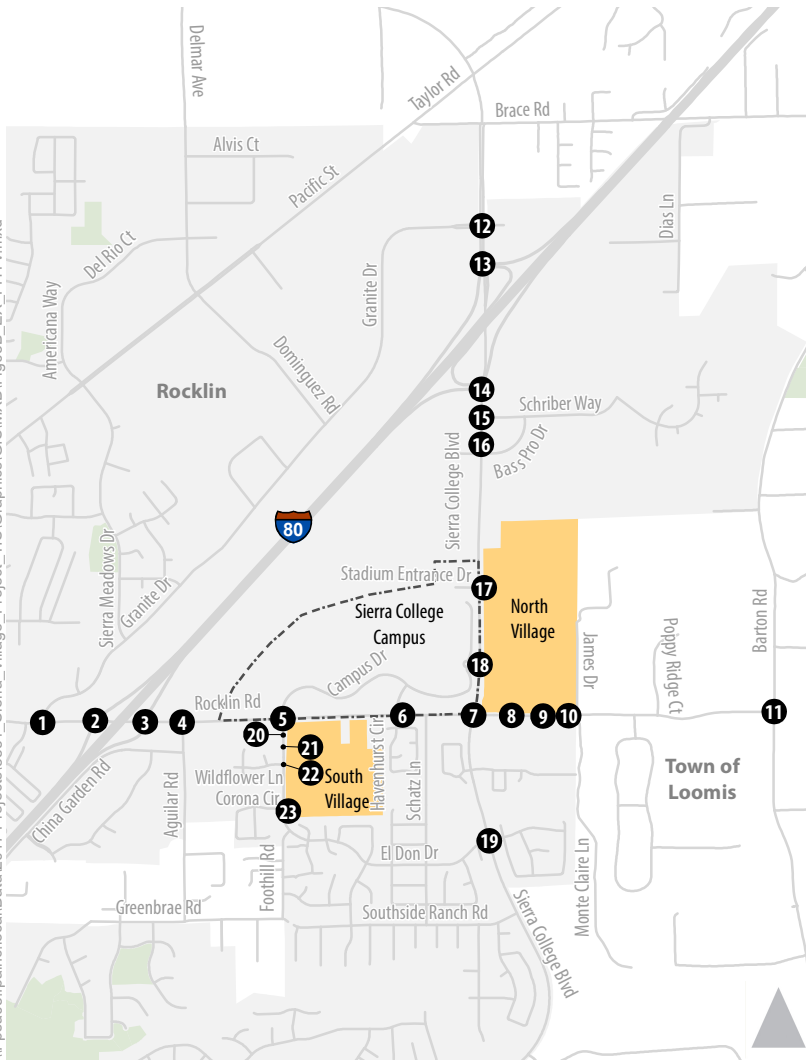 Delmar Ave
Taylor Rd
Brace Rd
Alvis Ct
Pacific St
Dias Ln
12
Del Rio Ct
13
Granite Dr
Americana Way
Dominguez Rd
Rocklin
14
Schriber Way
15
16
Bass Pro Dr
Sierra College Blvd
80
Stadium Entrance Dr
17
Sierra Meadows Dr
Granite Dr
Sierra College
Campus
North
Village
James Dr
Poppy Ridge Ct
Barton Rd
Campus Dr
18
Rocklin Rd
1
2
3
4
5
6
7
8
9
10
11
20
21
22
Wildflower Ln
Corona Cir
South
Village
Havenhurst Cir
Schatz Ln
Town of
Loomis
China Garden Rd
Aguilar Rd
23
19
El Don Dr
Foothill Rd
Monte Claire Ln
Greenbrae Rd
Southside Ranch Rd
Sierra College Blvd